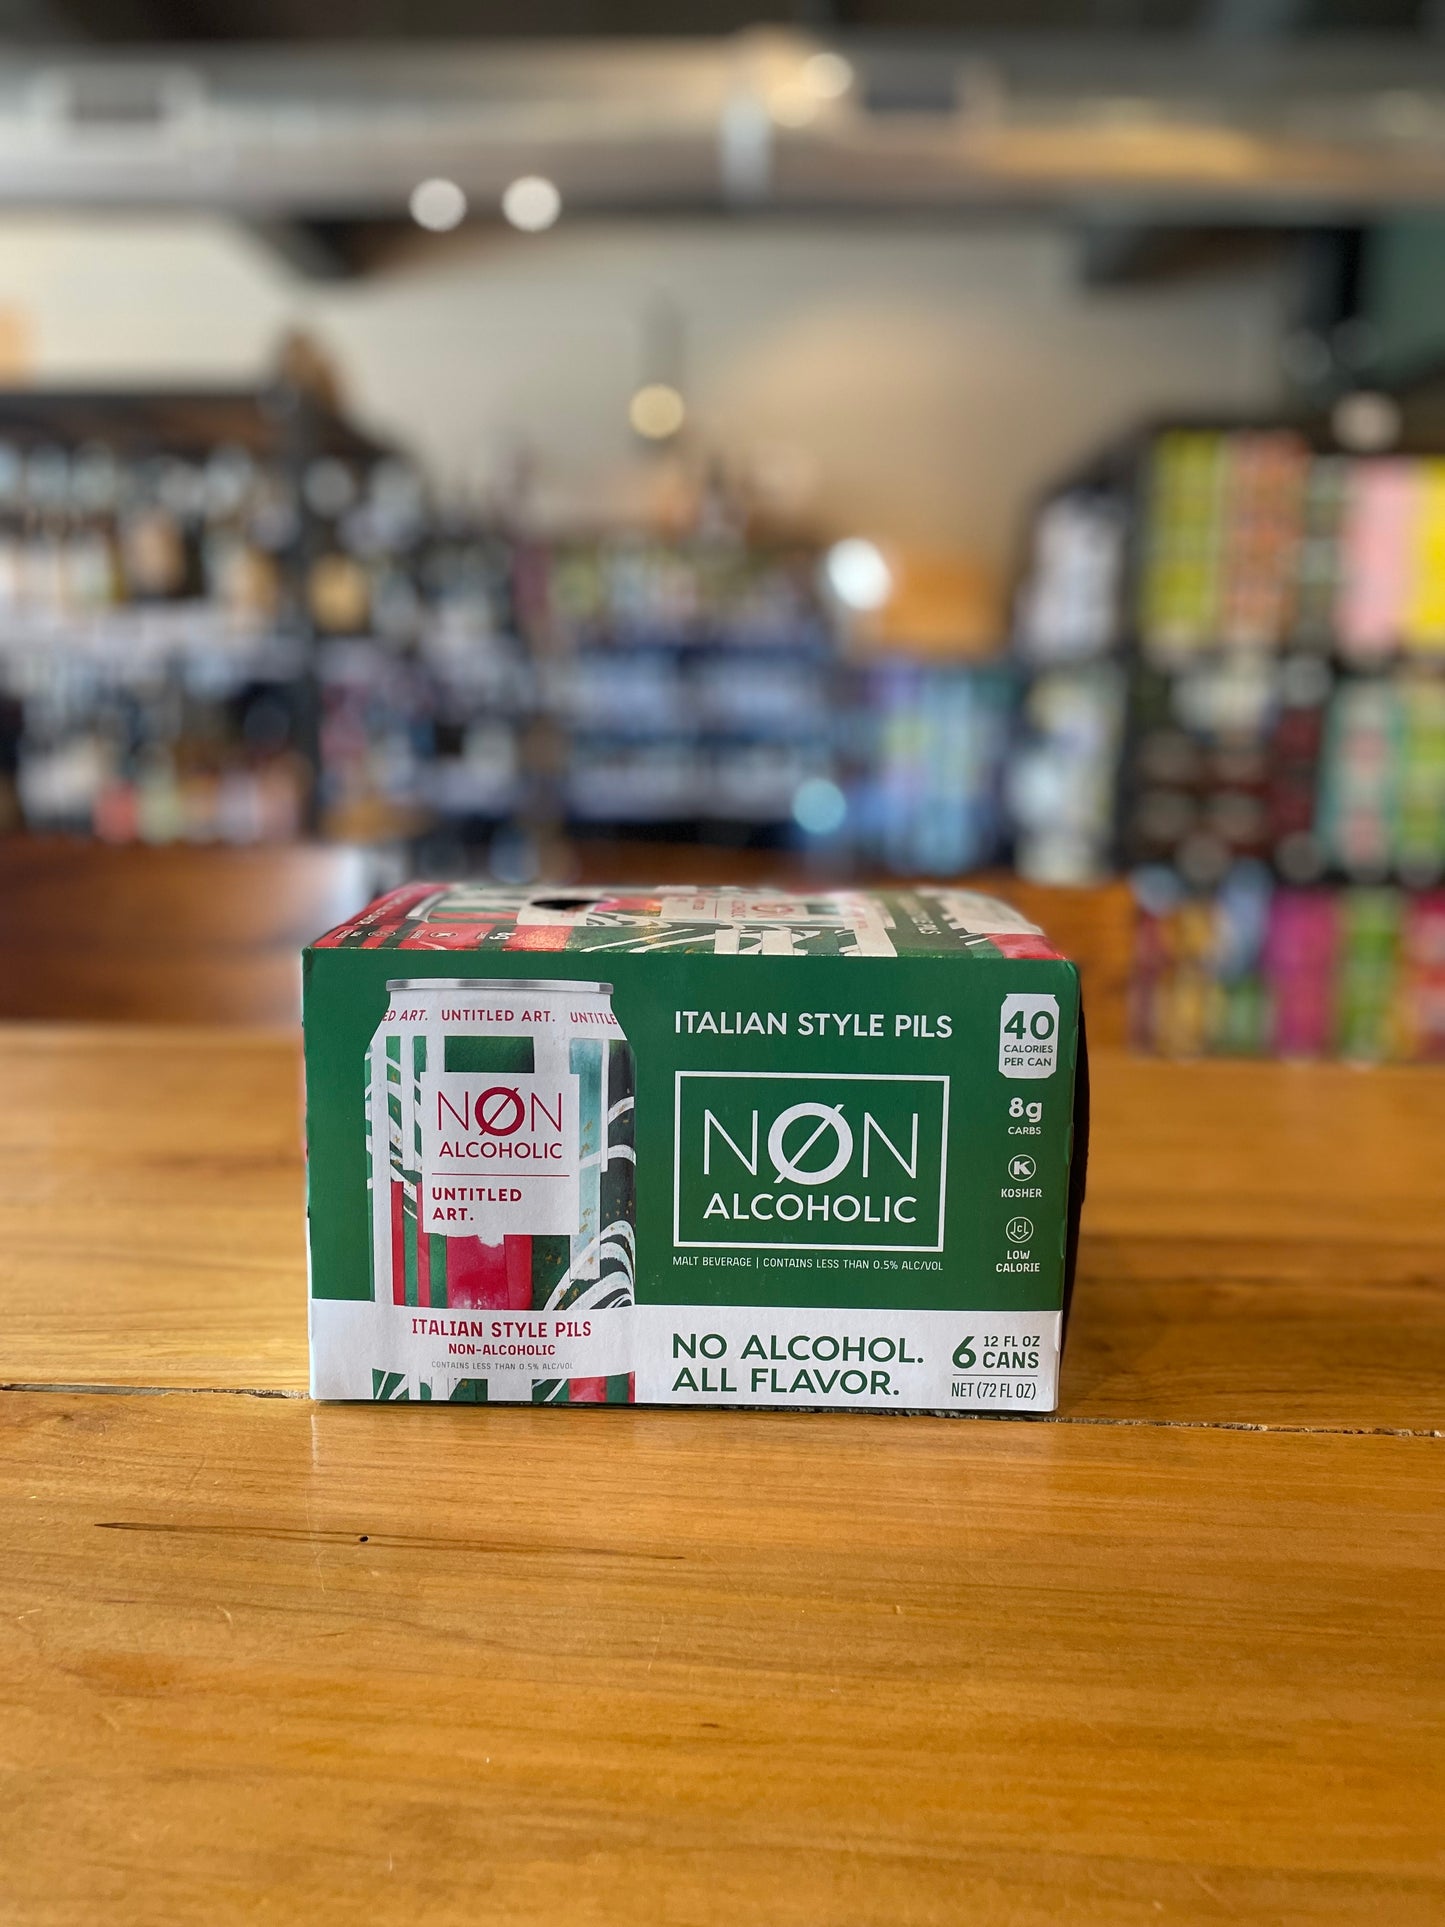 ED ART. UNTITLED ART. UNTITLE
NØN
ALCOHOLIC
UNTITLED
ART.
ITALIAN STYLE PILS
NON-ALCOHOLIC
CONTAINS LESS THAN 0.5% ALC/VOL
ITALIAN STYLE PILS
NØN
ALCOHOLIC
MALT BEVERAGE | CONTAINS LESS THAN 0.5% ALC/VOL
NO ALCOHOL.
ALL FLAVOR.
40
CALORIES
PER CAN
8g
CARBS
K
KOSHER
LOW
CALORIE
6 12 FL OZ
CANS
NET (72 FL OZ)